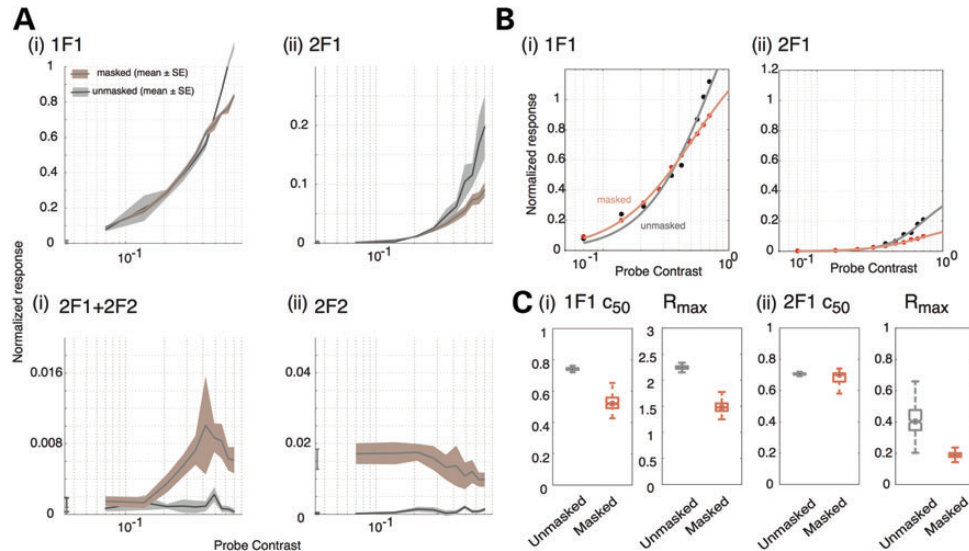 A
B
(i) 1F1
(ii) 2F1
(i) 1F1
(ii) 2F1
masked (mean ± SE)
unmasked (mean ± SE)
1
0.8
0.6
0.4
0.2
0
10-1
0.2
0.1
0
10-1
Normalized response
1
0.8
0.6
0.4
0.2
0
masked
unmasked
10-1
100
Probe Contrast
1.2
1
0.8
0.6
0.4
0.2
0
10-1
100
Probe Contrast
Normalized response
(i) 2F1+2F2
(ii) 2F2
0.016
0.008
0
10-1
0.04
0.02
0
10-1
Probe Contrast
C (i) 1F1 c50 Rmax (ii) 2F1 c50 Rmax
1
0.8
0.6
0.4
0.2
0
Unmasked
Masked
3
2.5
2
1.5
1
0.5
0
Unmasked
Masked
1
0.8
0.6
0.4
0.2
0
Unmasked
Masked
1
0.8
0.6
0.4
0.2
0
Unmasked
Masked